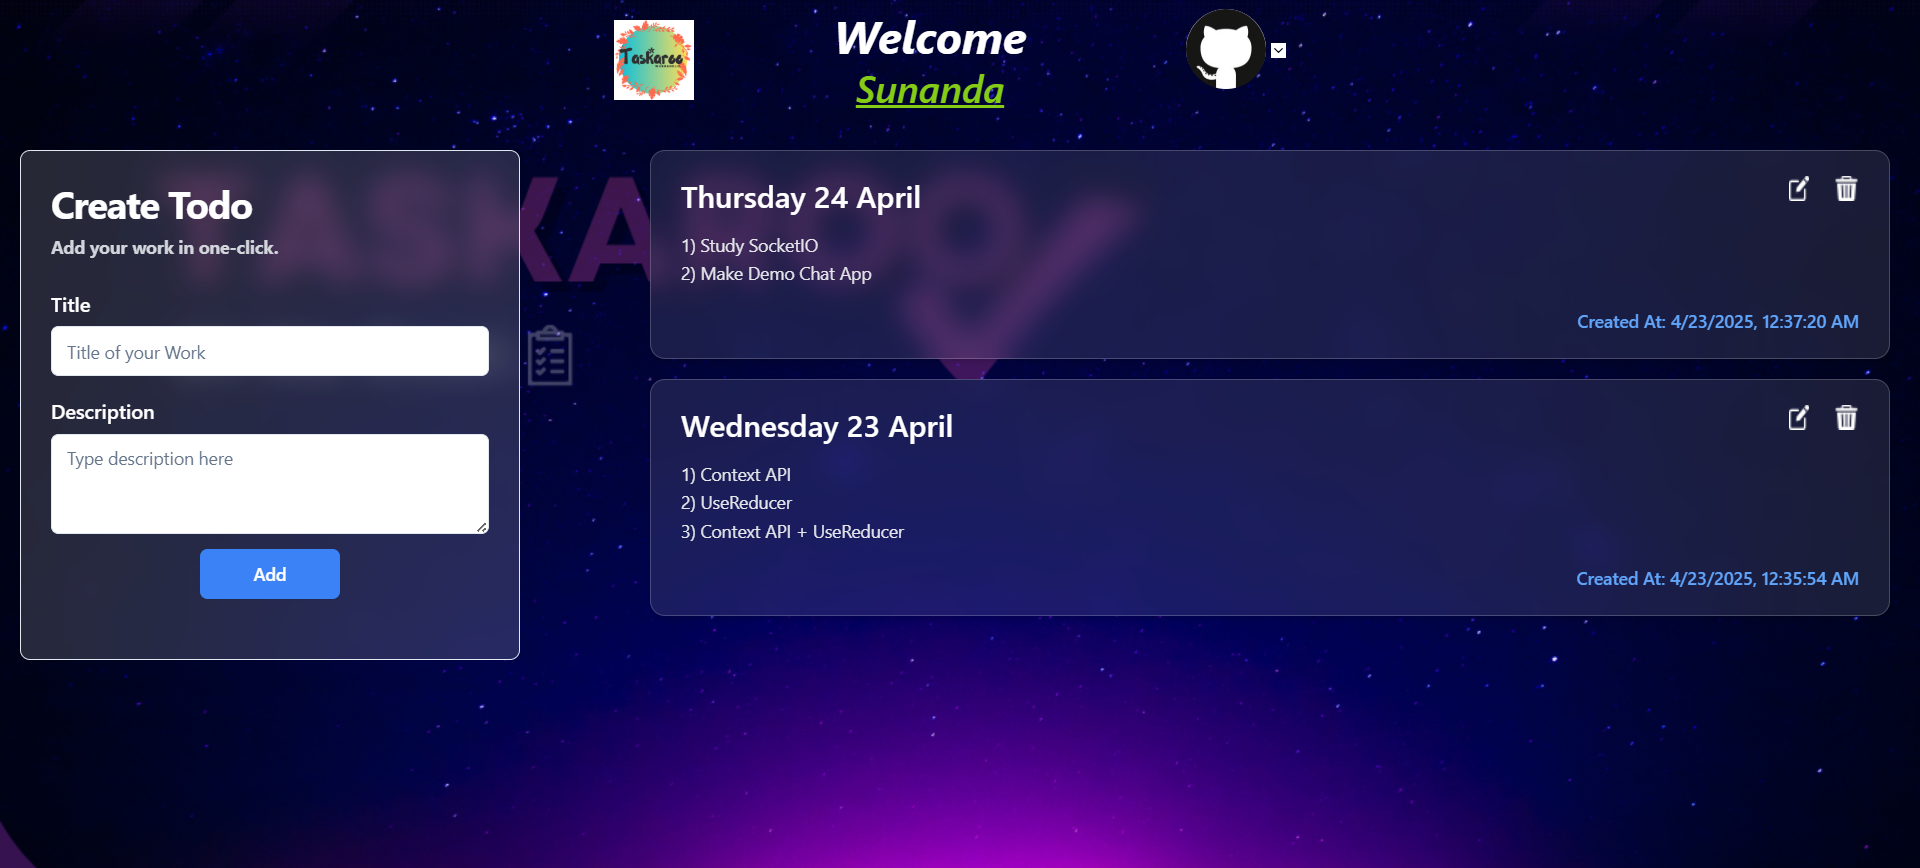 Taskaroo
Welcome
Sunanda
TASKAROO
Create Todo
Add your work in one-click.
Title
Title of your Work
Description
Type description here
Add
Thursday 24 April
1) Study SocketIO
2) Make Demo Chat App
Created At: 4/23/2025, 12:37:20 AM
Wednesday 23 April
1) Context API
2) UseReducer
3) Context API + UseReducer
Created At: 4/23/2025, 12:35:54 AM